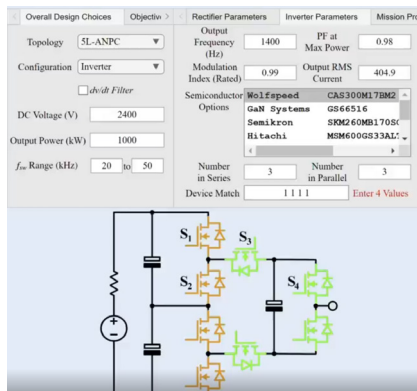 Overall Design Choices
Objectiv
Rectifier Parameters
Inverter Parameters
Mission Pro
Topology 5L-ANPC
Configuration Inverter
dv/dt Filter
DC Voltage (V) 2400
Output Power (kW) 1000
fsw Range (kHz) 20 to 50
Output Frequency (Hz) 1400
PF at Max Power 0.98
Modulation Index (Rated) 0.99
Output RMS Current 404.9
Semiconductor Options
Wolfspeed CAS300M17BM2
GaN Systems GS66516
Semikron SKM260MB170S
Hitachi MSM600GS33AL
Number in Series 3
Number in Parallel 3
Device Match 1 1 1 1 Enter 4 Values
S1
S3
S2
S4